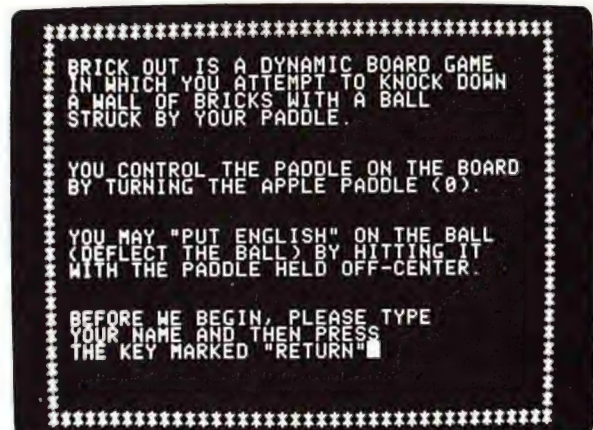 BRICK OUT IS A DYNAMIC BOARD GAME
IN WHICH YOU ATTEMPT TO KNOCK DOWN
A WALL OF BRICKS WITH A BALL
STRUCK BY YOUR PADDLE.
YOU CONTROL THE PADDLE ON THE BOARD
BY TURNING THE APPLE PADDLE (0).
YOU MAY "PUT ENGLISH" ON THE BALL
(DEFLECT THE BALL) BY HITTING IT
WITH THE PADDLE HELD OFF-CENTER.
BEFORE WE BEGIN, PLEASE TYPE
YOUR NAME AND THEN PRESS
THE KEY MARKED "RETURN"